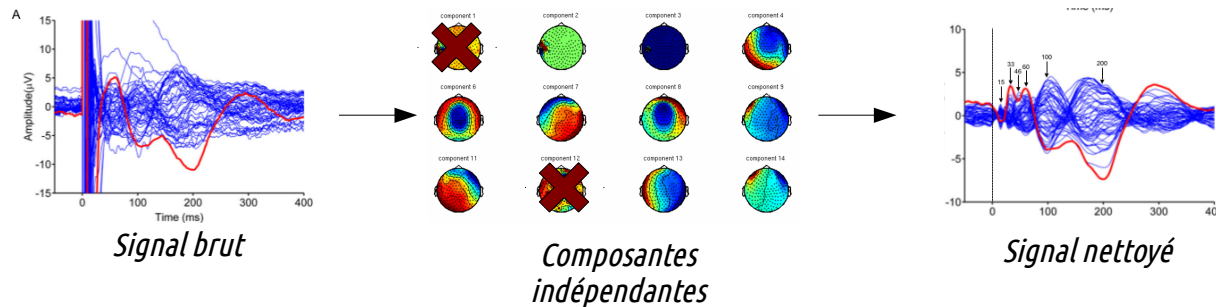 A
Amplitude(µV)
15
10
5
0
-5
-10
-15
0
100
200
300
400
Time (ms)
Signal brut
component 1
component 2
component 3
component 4
component 6
component 7
component 8
component 9
component 11
component 12
component 13
component 14
Composantes
indépendantes
10
5
0
-5
-10
15
33
46
60
100
200
0
100
200
300
Signal nettoyé